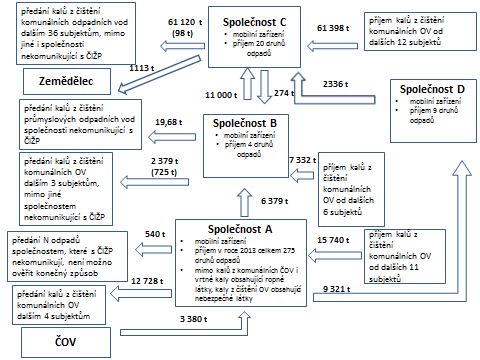 předání kalů z čištění
komunálních odpadních vod
dalším 36 subjektům, mimo
jiné i společnosti
nekomunikující s ČIŽP
61 120 t
(98 t)
Společnost C
• mobilní zařízení
• příjem 20 druhů
odpadů
61 398 t
příjem kalů z čištění
komunálních OV od
dalších 12 subjektů
Zemědělec
1113 t
11 000 t
274 t
2336 t
Společnost D
• mobilní zařízení
• příjem 9 druhů
odpadů
předání kalů z čištění
průmyslových odpadních vod
společnosti nekomunikující s
ČIŽP
19,68 t
Společnost B
• mobilní zařízení
• příjem 4 druhů
odpadů
předání kalů z čištění
komunálních OV
dalším 3 subjektům,
mimo jiné
společnostem
nekomunikující s ČIŽP
2 379 t
(725 t)
7 332 t
příjem kalů z
čištění
komunálních
OV od dalších
6 subjektů
6 379 t
Společnost A
• mobilní zařízení
• příjem v roce 2013 celkem 275
druhů odpadů
• mimo kalů z komunálních ČOV i
vrtné kaly obsahující ropné
látky, kaly z čištění OV obsahující
nebezpečné látky
540 t
předání N odpadů
společnostem, které s ČIŽP
nekomunikují, není možno
ověřit konečný způsob
15 740 t
příjem kalů z
čištění
komunálních OV
od dalších 11
subjektů
12 728 t
předání kalů z čištění
komunálních OV
dalším 4 subjektům
9 321 t
ČOV
3 380 t